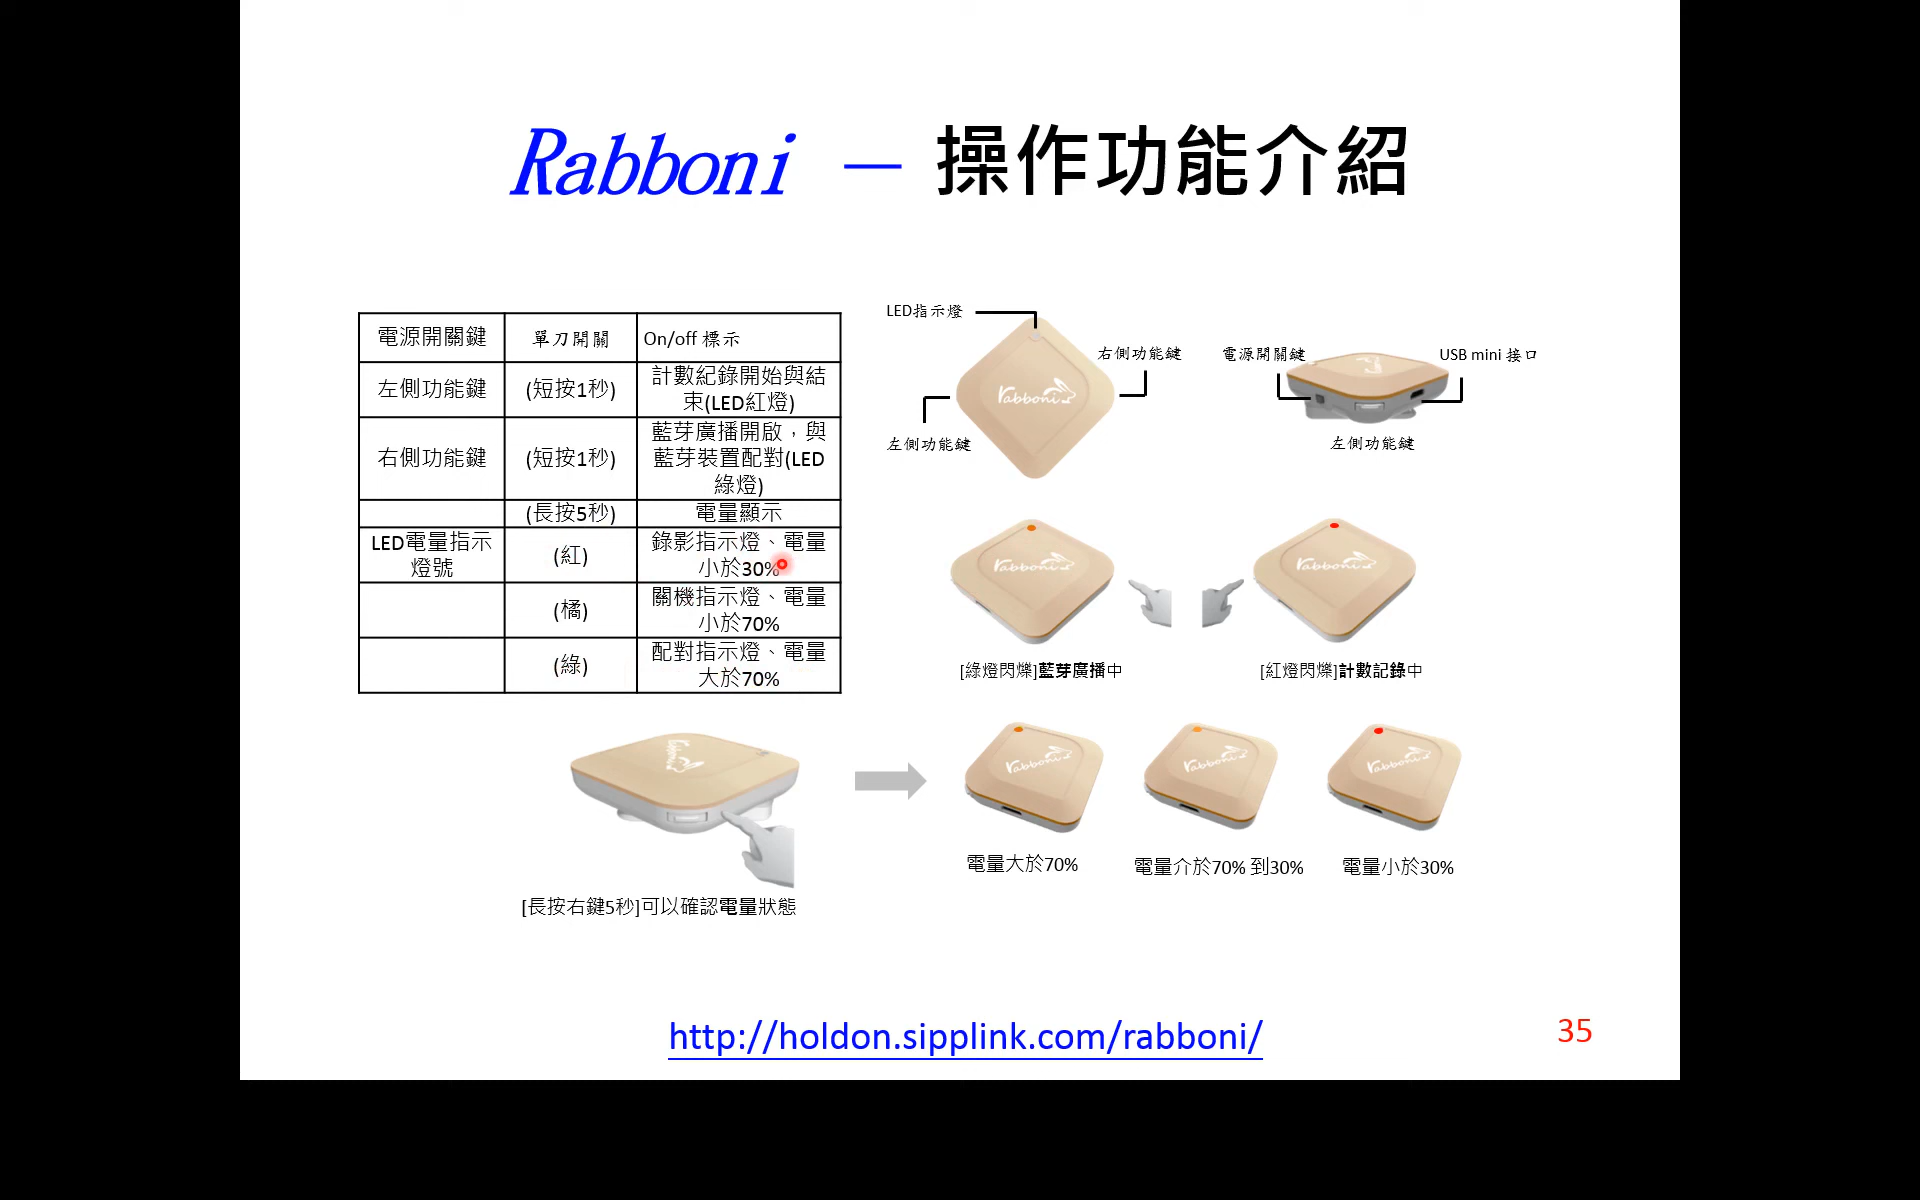 Rabboni － 操作功能介紹
電源開關鍵 單刀開關 On/off 標示
左側功能鍵 (短按1秒) 計數紀錄開始與結
束(LED紅燈)
右側功能鍵 (短按1秒) 藍芽廣播開啟，與
藍芽裝置配對(LED
綠燈)
(長按5秒) 電量顯示
LED電量指示
燈號
(紅) 錄影指示燈、電量
小於30%
(橘) 關機指示燈、電量
小於70%
(綠) 配對指示燈、電量
大於70%
LED指示燈
右側功能鍵
左側功能鍵
rabboni
電源開關鍵
USB mini 接口
左側功能鍵
rabboni
rabboni
[綠燈閃爍]藍芽廣播中
[紅燈閃爍]計數記錄中
[長按右鍵5秒]可以確認電量狀態
rabboni
rabboni
rabboni
電量大於70%
電量介於70% 到30%
電量小於30%
http://holdon.sipplink.com/rabboni/
35